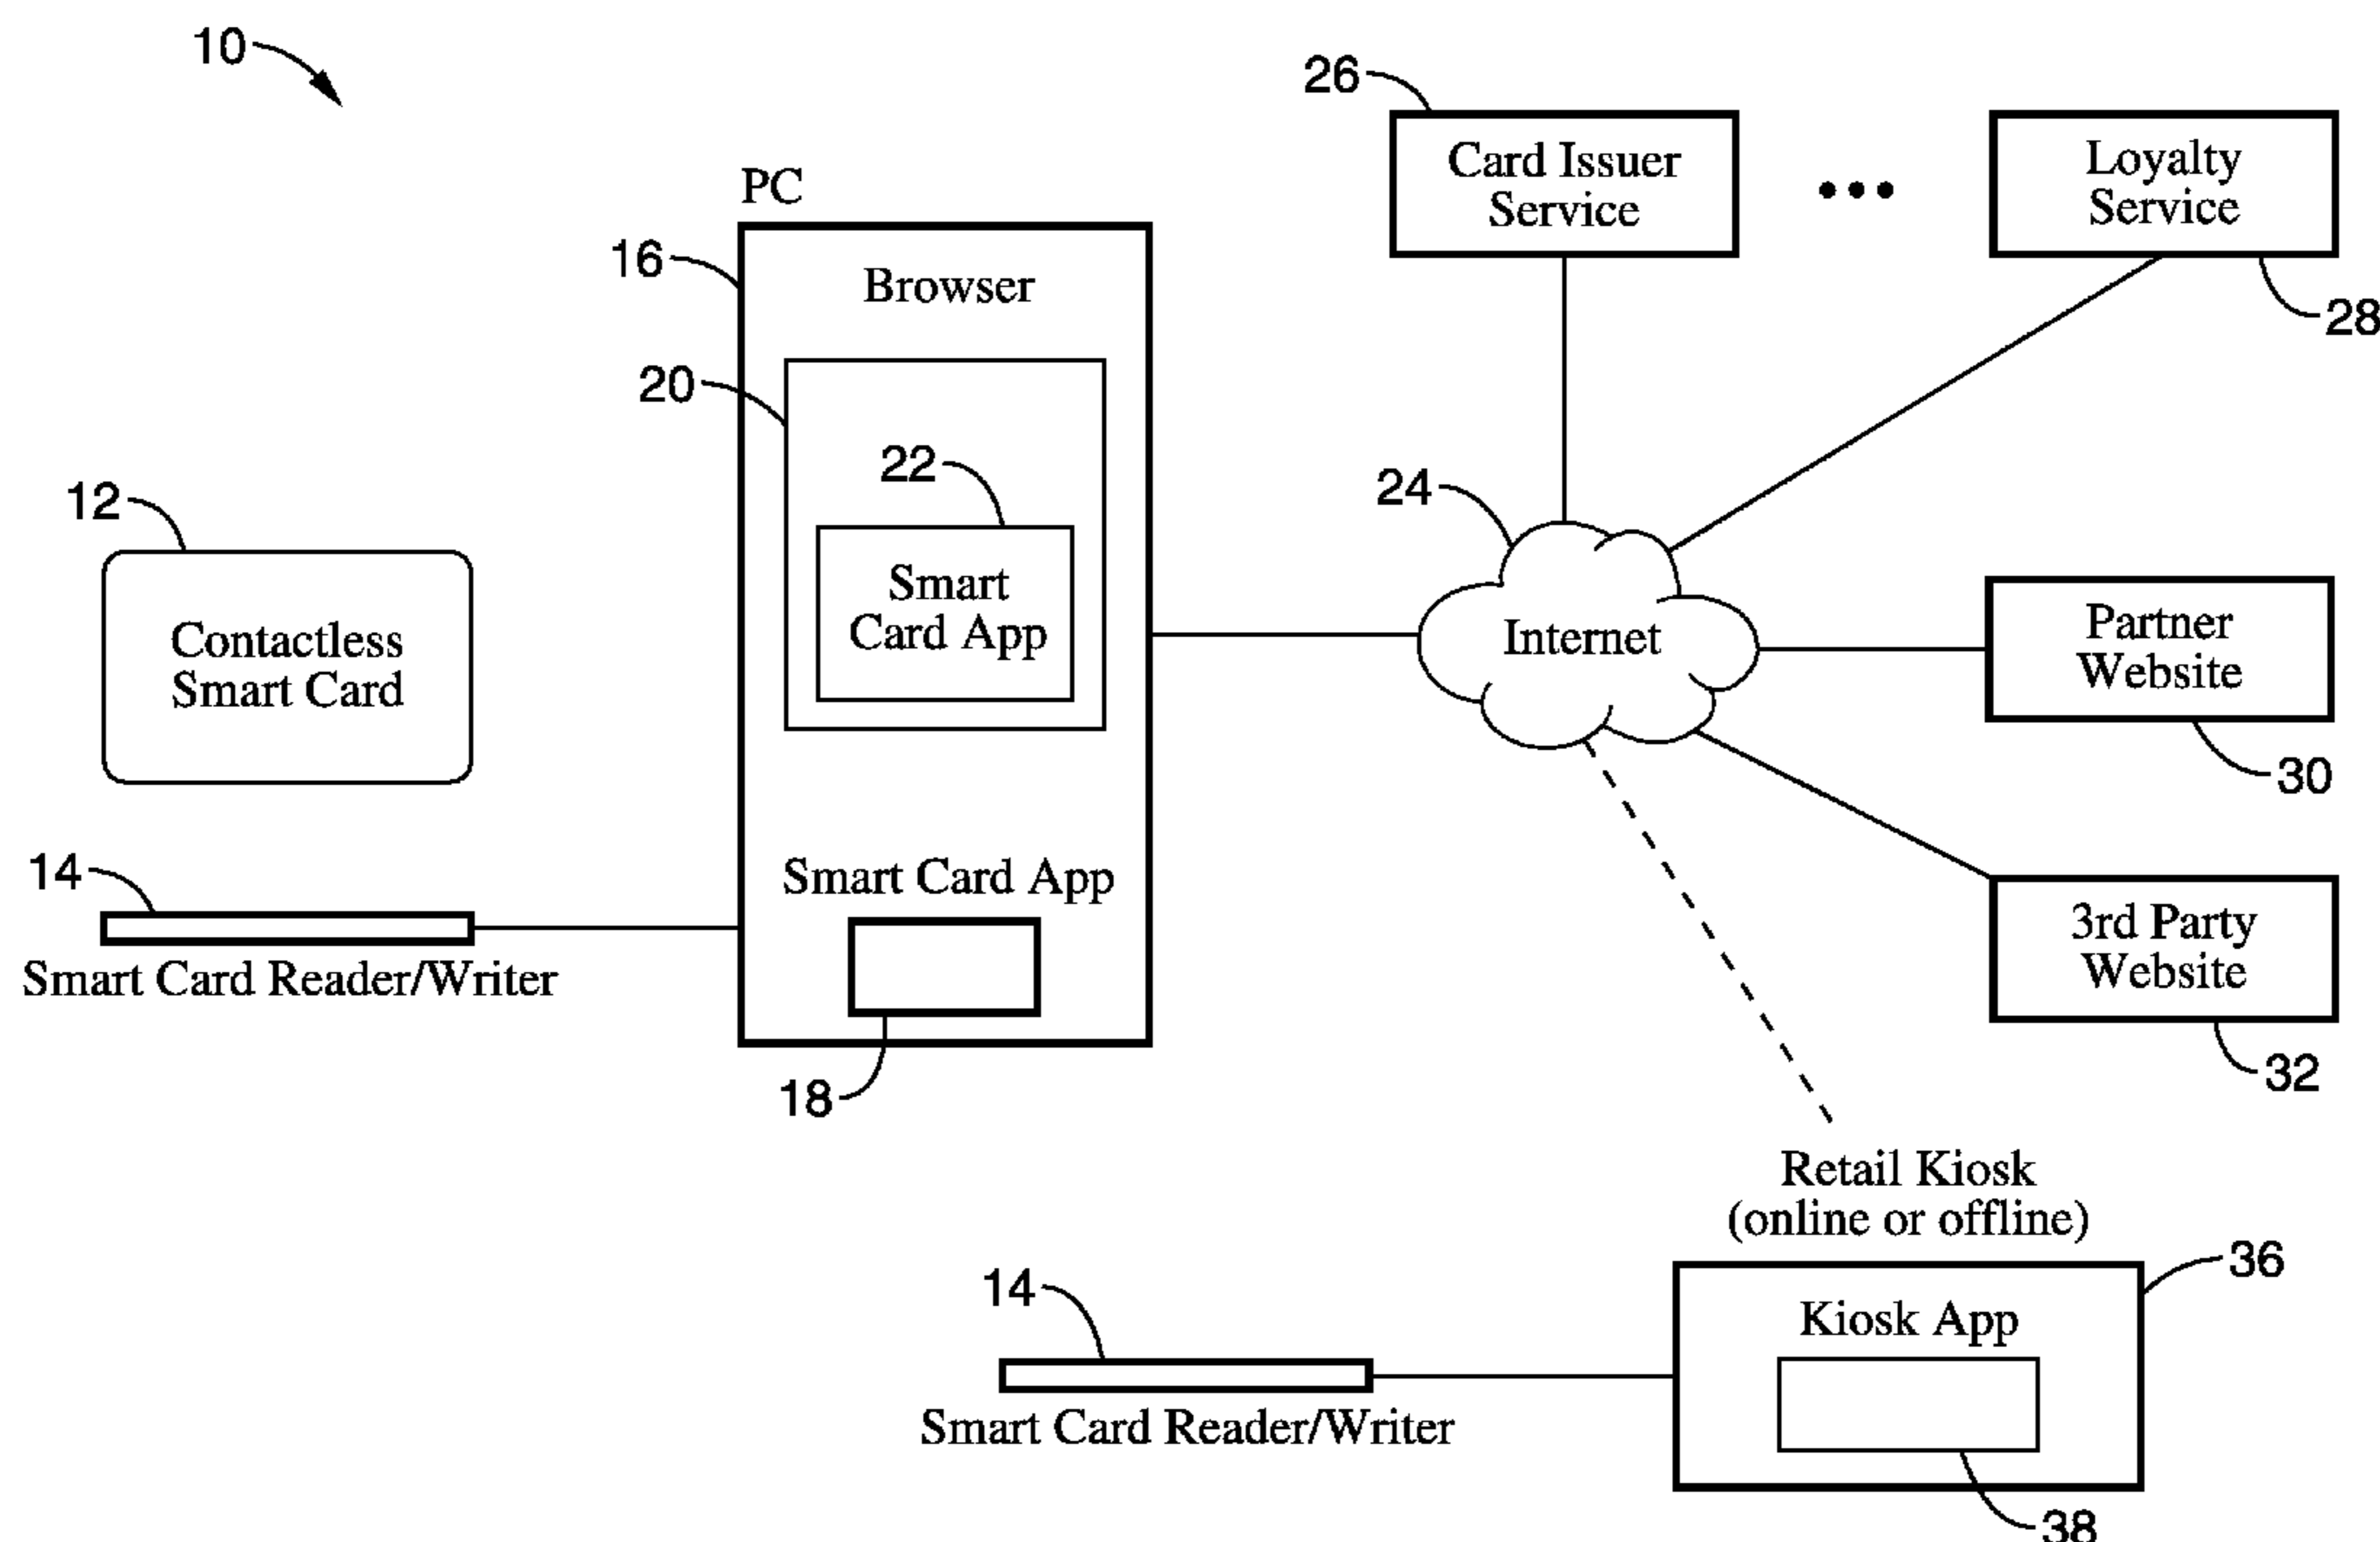 10
26
Card Issuer
Service
Loyalty
Service
28
PC
16
Browser
20
22
Smart
Card App
24
Internet
12
Contactless
Smart Card
Partner
Website
30
14
Smart Card Reader/Writer
Smart Card App
18
3rd Party
Website
32
Retail Kiosk
(online or offline)
36
14
Smart Card Reader/Writer
Kiosk App
38